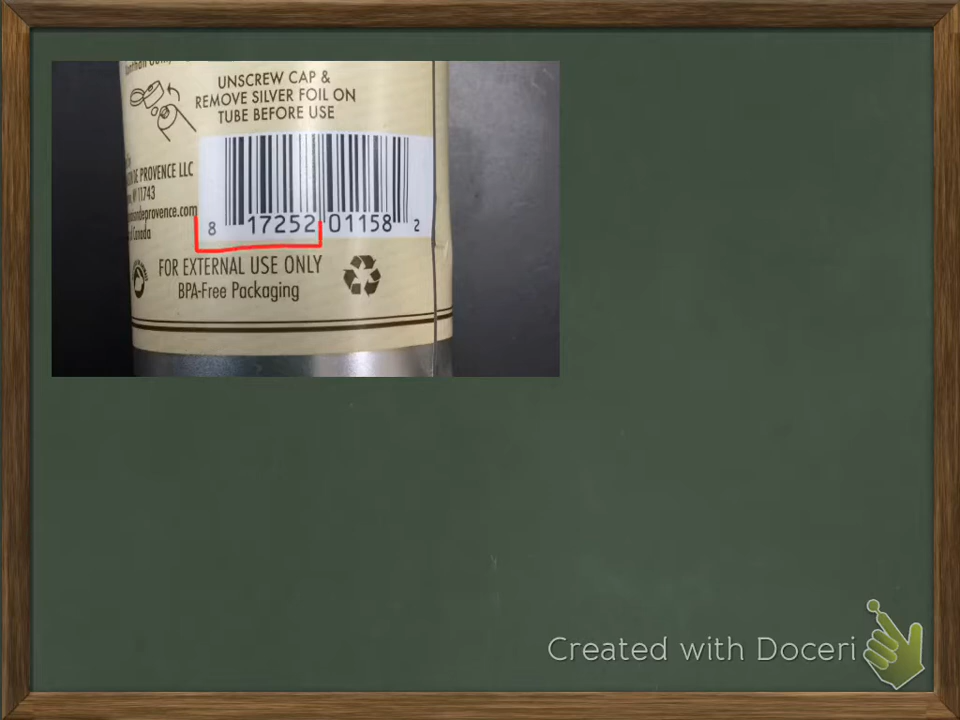 UNSCREW CAP &
REMOVE SILVER FOIL ON
TUBE BEFORE USE
DE PROVENCE LLC
11743
8 17252 01158 2
FOR EXTERNAL USE ONLY
BPA-Free Packaging
Created with Doceri